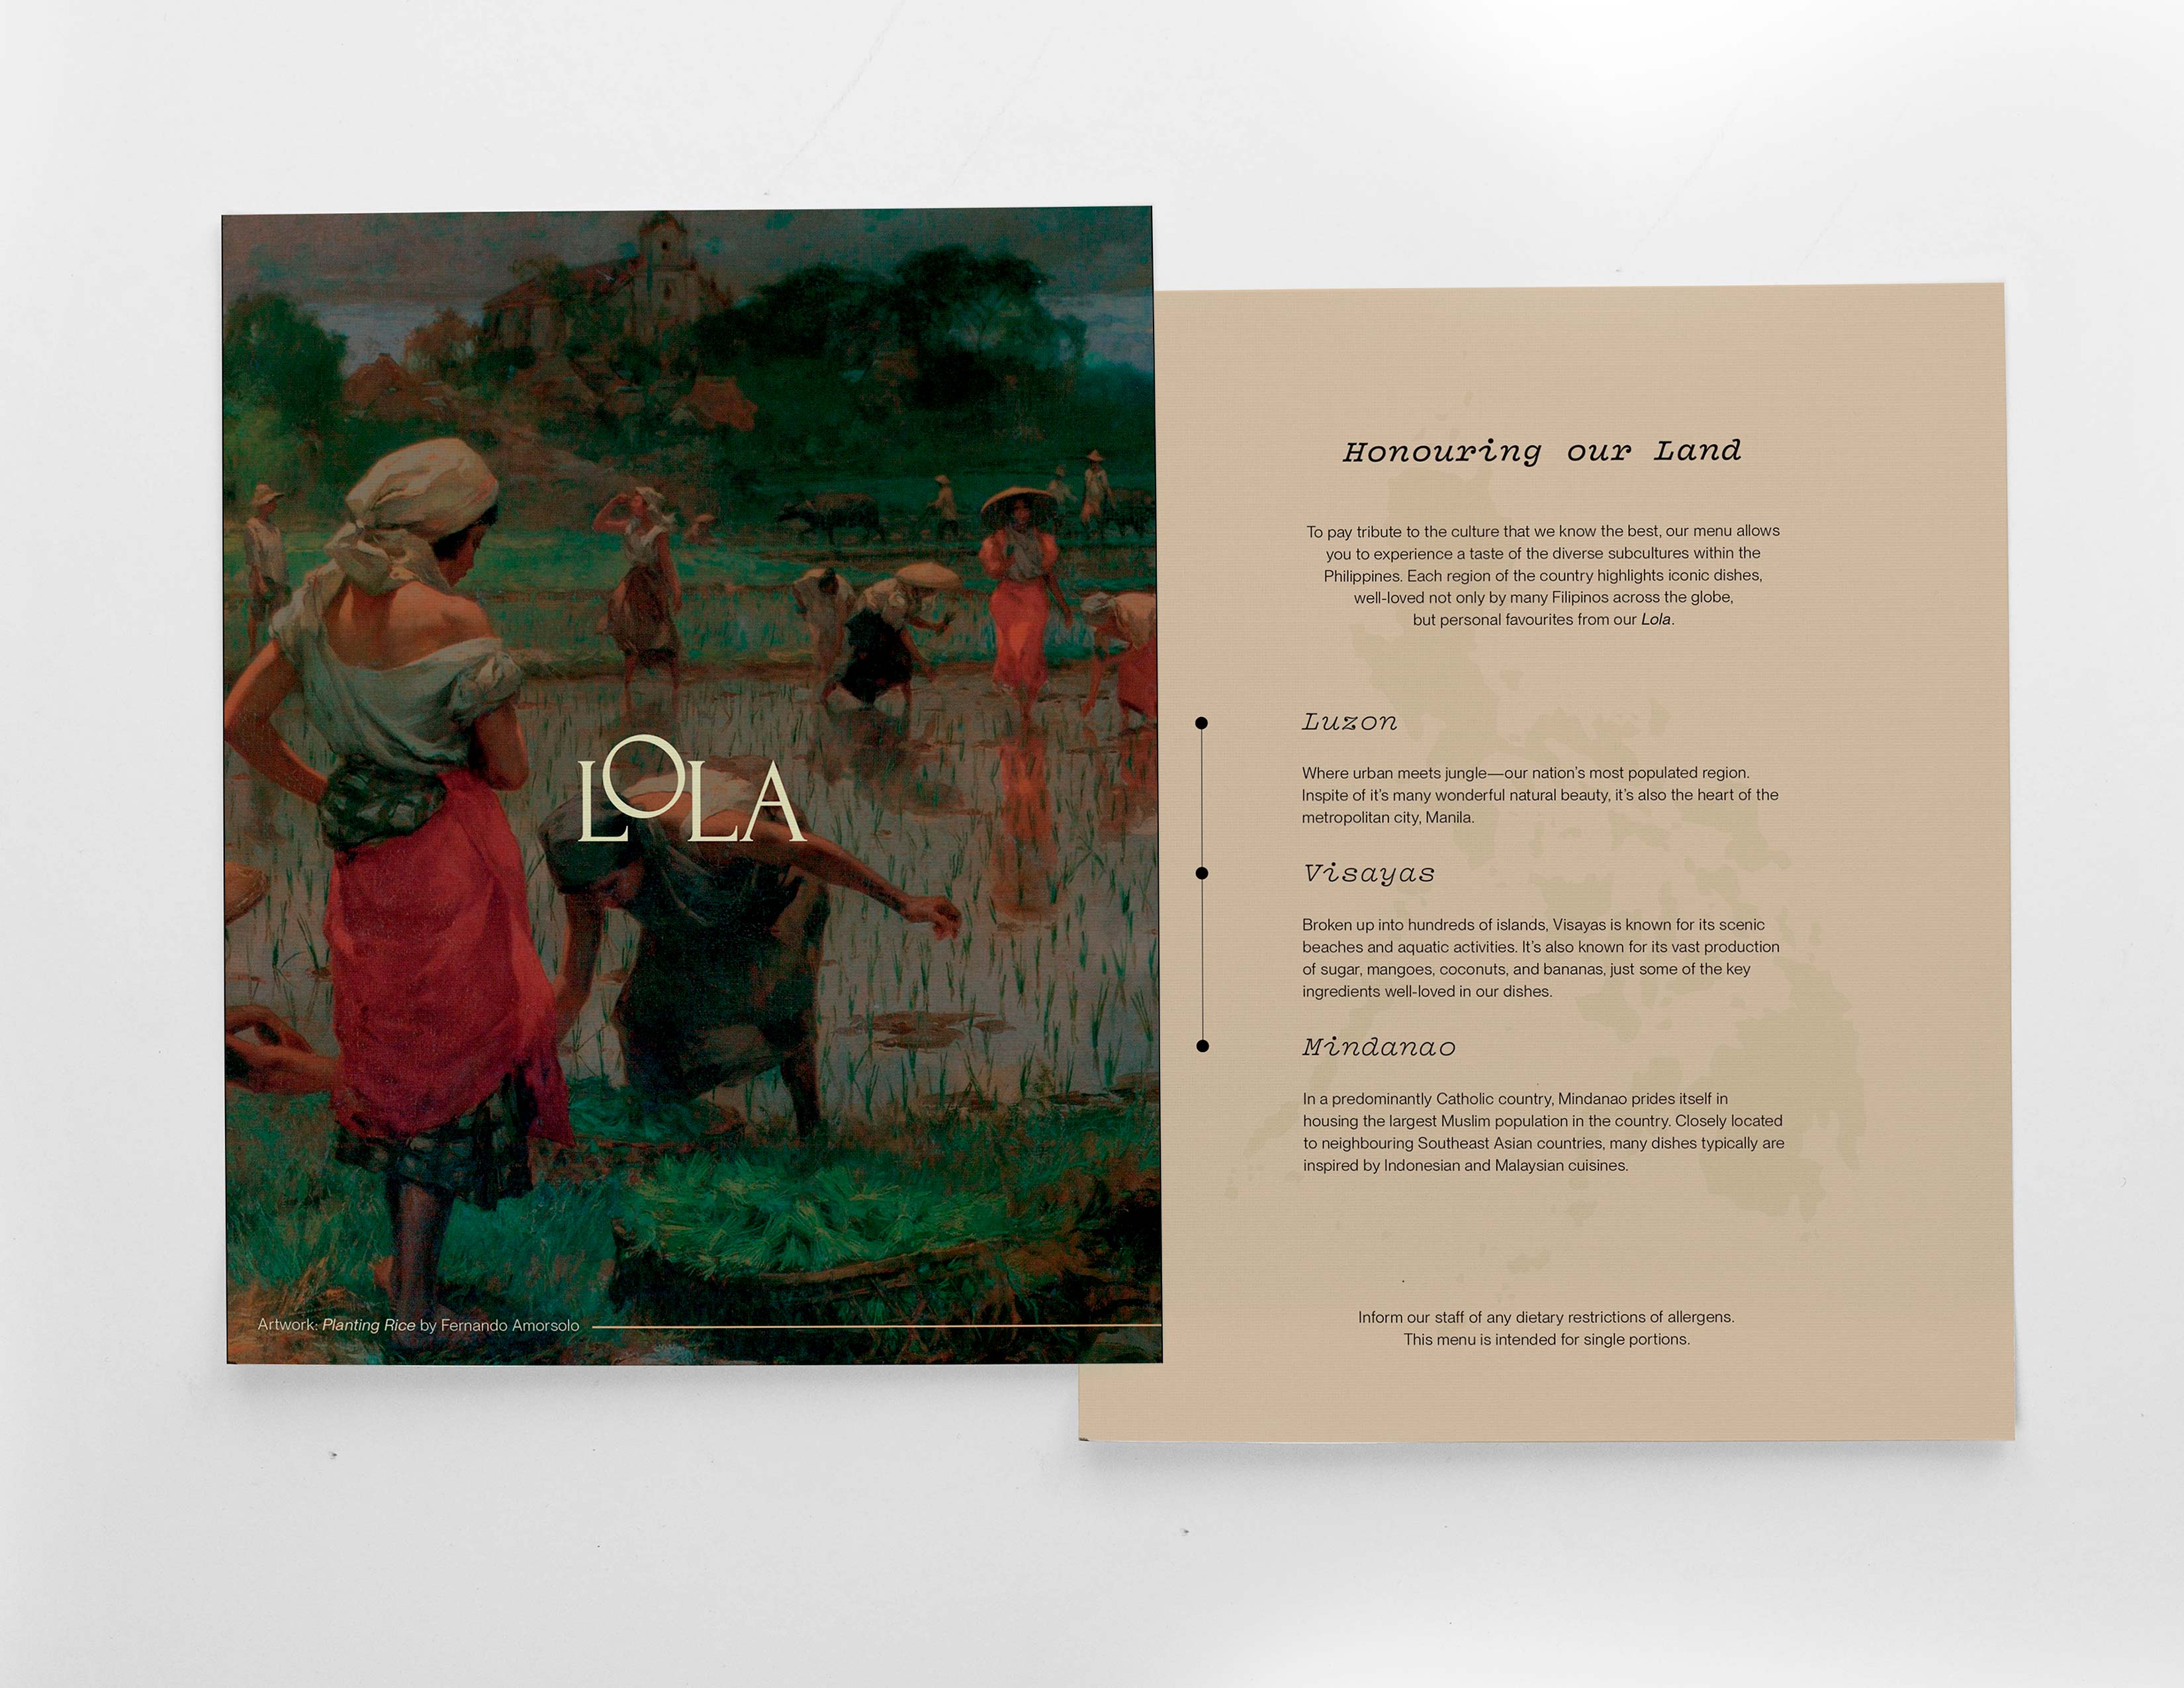 LOLA
Artwork: Planting Rice by Fernando Amorsolo
Honouring our Land
To pay tribute to the culture that we know the best, our menu allows
you to experience a taste of the diverse subcultures within the
Philippines. Each region of the country highlights iconic dishes,
well-loved not only by many Filipinos across the globe,
but personal favourites from our Lola.
Luzon
Where urban meets jungle—our nation's most populated region.
Inspite of it's many wonderful natural beauty, it's also the heart of the
metropolitan city, Manila.
Visayas
Broken up into hundreds of islands, Visayas is known for its scenic
beaches and aquatic activities. It's also known for its vast production
of sugar, mangoes, coconuts, and bananas, just some of the key
ingredients well-loved in our dishes.
Mindanao
In a predominantly Catholic country, Mindanao prides itself in
housing the largest Muslim population in the country. Closely located
to neighbouring Southeast Asian countries, many dishes typically are
inspired by Indonesian and Malaysian cuisines.
Inform our staff of any dietary restrictions of allergens.
This menu is intended for single portions.